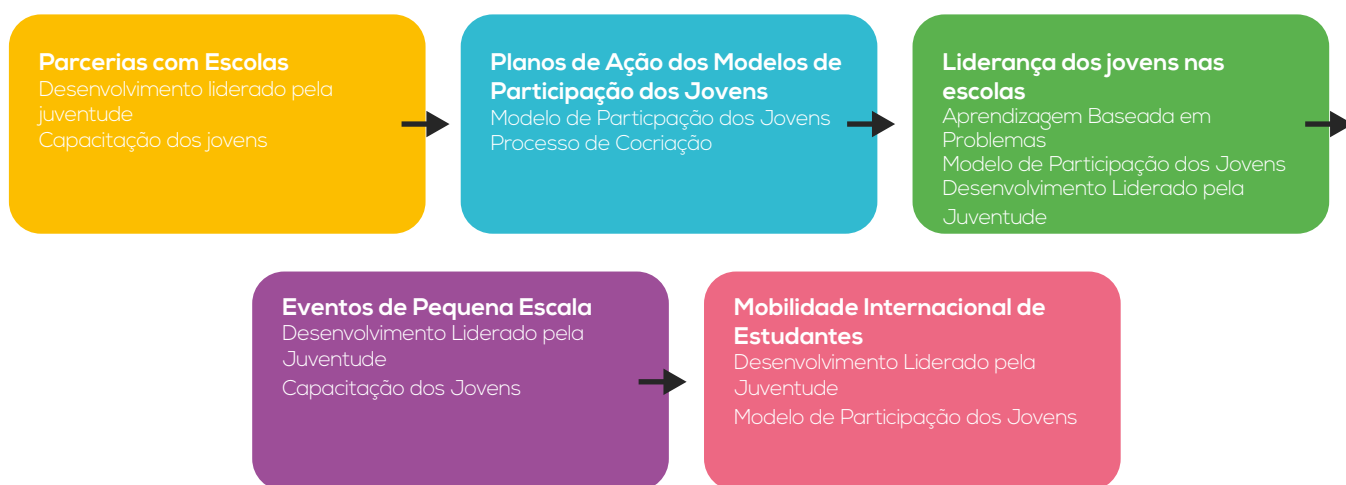 Parcerias com Escolas
Desenvolvimento liderado pela
juventude
Capacitação dos jovens
Planos de Ação dos Modelos de
Participação dos Jovens
Modelo de Particpação dos Jovens
Processo de Cocriação
Liderança dos jovens nas
escolas
Aprendizagem Baseada em
Problemas
Modelo de Participação dos Jovens
Desenvolvimento Liderado pela
Juventude
Eventos de Pequena Escala
Desenvolvimento Liderado pela
Juventude
Capacitação dos Jovens
Mobilidade Internacional de
Estudantes
Desenvolvimento Liderado pela
Juventude
Modelo de Participação dos Jovens